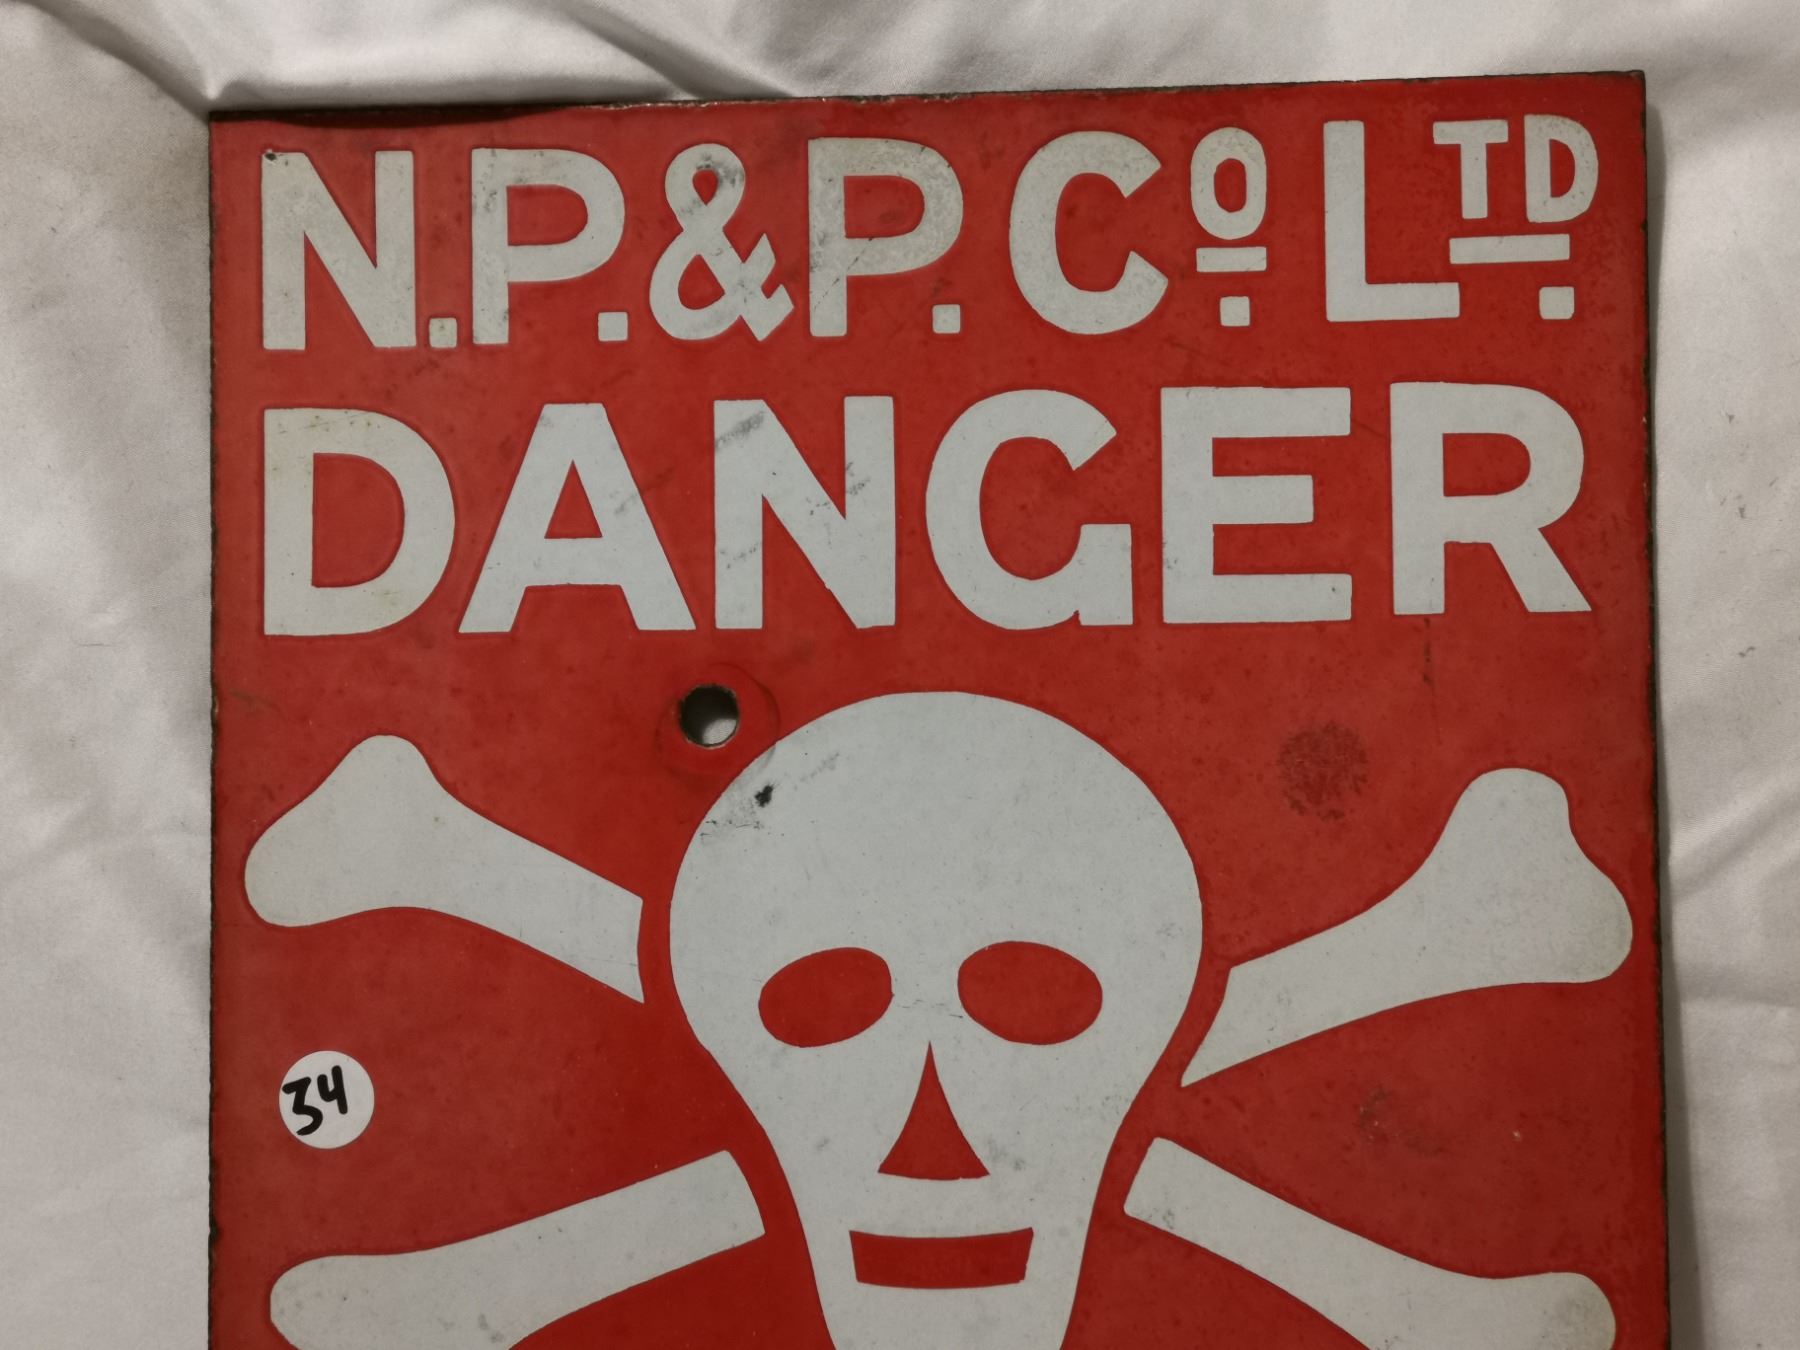 N.P.&P. Cº. LTD.
DANGER
34